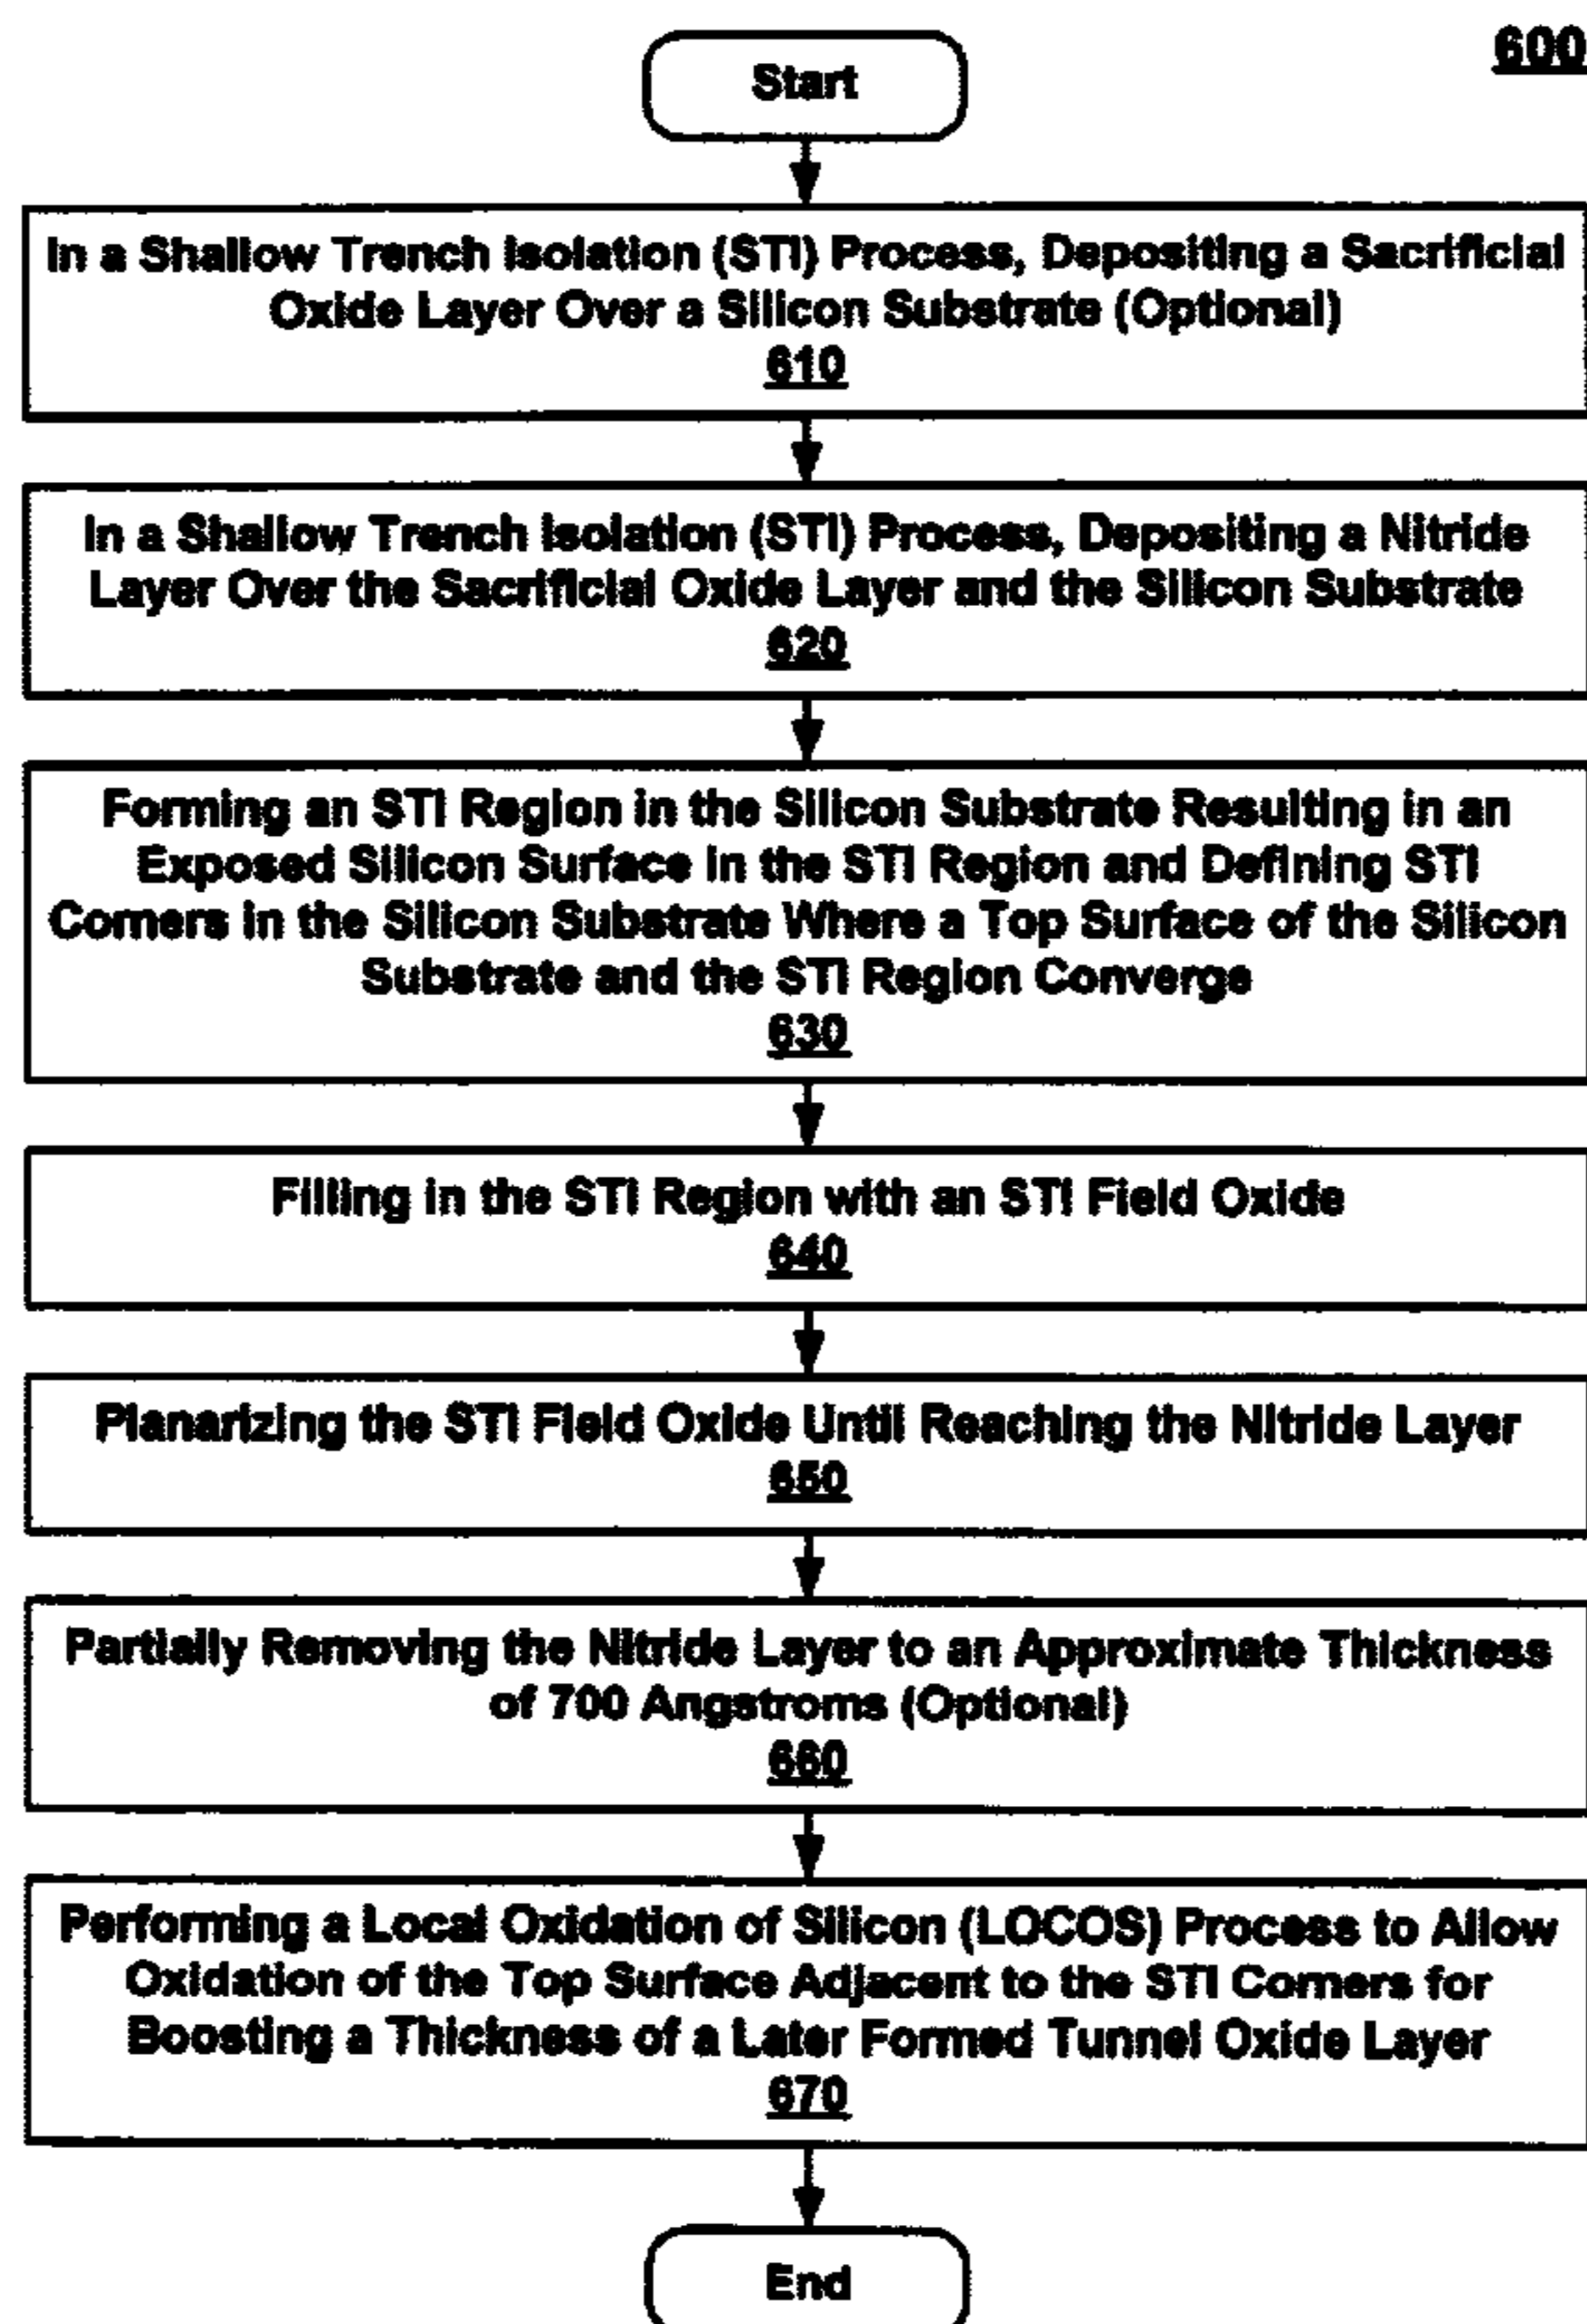 600
Start
In a Shallow Trench Isolation (STI) Process, Depositing a Sacrificial
Oxide Layer Over a Silicon Substrate (Optional)
610
In a Shallow Trench Isolation (STI) Process, Depositing a Nitride
Layer Over the Sacrificial Oxide Layer and the Silicon Substrate
620
Forming an STI Region in the Silicon Substrate Resulting in an
Exposed Silicon Surface in the STI Region and Defining STI
Corners in the Silicon Substrate Where a Top Surface of the Silicon
Substrate and the STI Region Converge
630
Filling in the STI Region with an STI Field Oxide
640
Planarizing the STI Field Oxide Until Reaching the Nitride Layer
650
Partially Removing the Nitride Layer to an Approximate Thickness
of 700 Angstroms (Optional)
660
Performing a Local Oxidation of Silicon (LOCOS) Process to Allow
Oxidation of the Top Surface Adjacent to the STI Corners for
Boosting a Thickness of a Later Formed Tunnel Oxide Layer
670
End